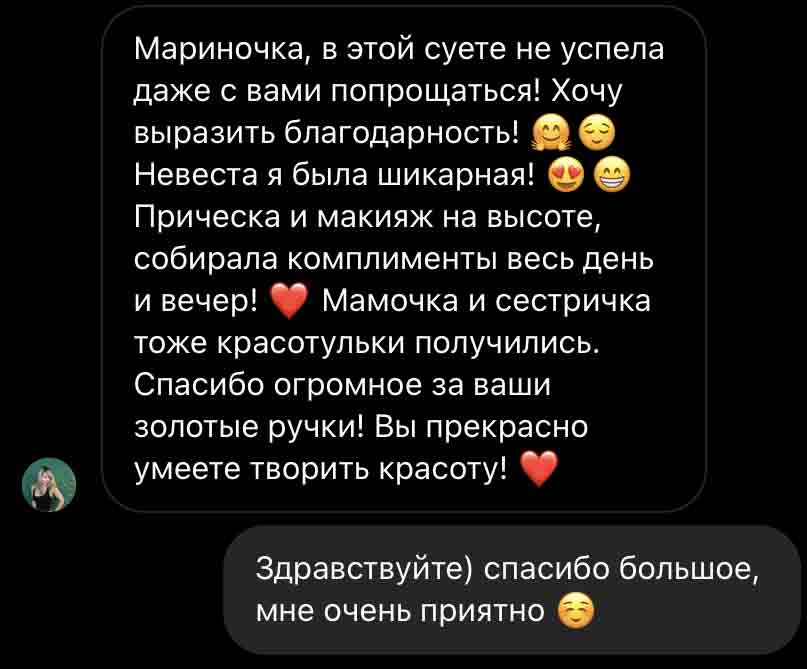 Мариночка, в этой суете не успела
даже с вами попрощаться! Хочу
выразить благодарность! 🤗😌
Невеста я была шикарная! 😍😁
Прическа и макияж на высоте,
собирала комплименты весь день
и вечер! ❤️ Мамочка и сестричка
тоже красотульки получились.
Спасибо огромное за ваши
золотые ручки! Вы прекрасно
умеете творить красоту! ❤️
Здравствуйте) спасибо большое,
мне очень приятно ☺️